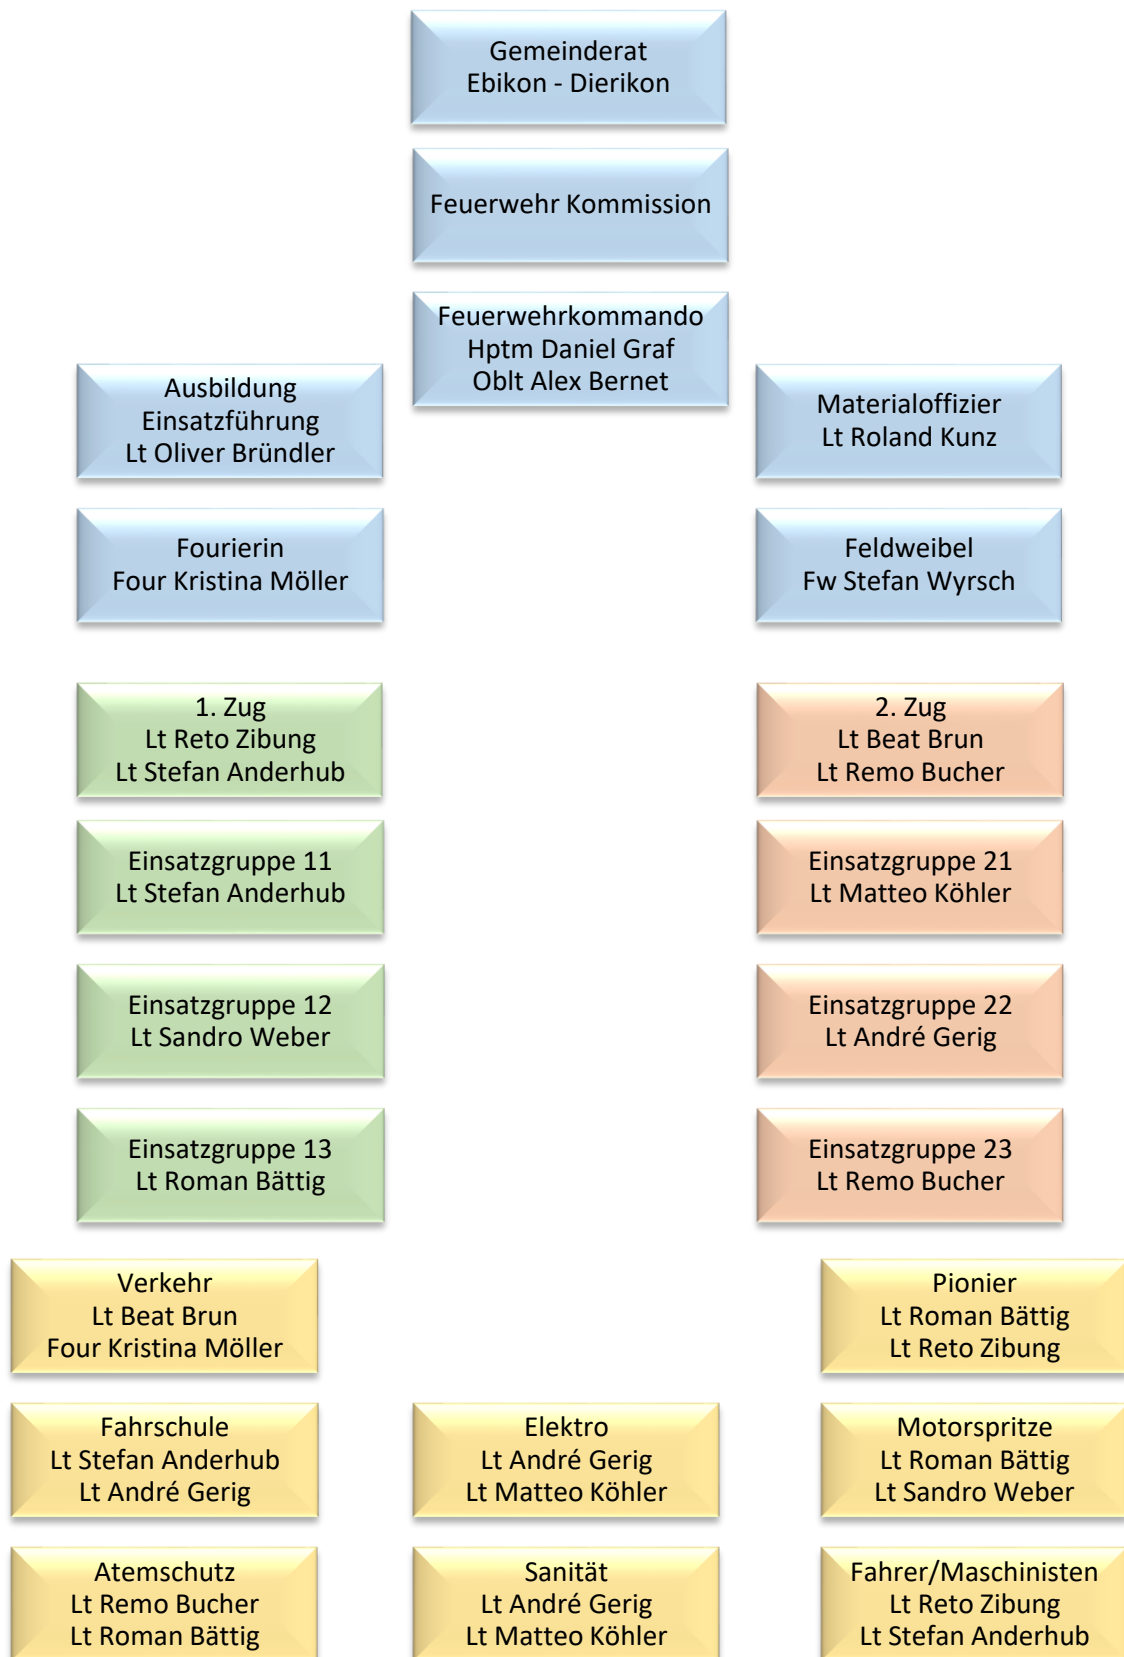 Gemeinderat
Ebikon - Dierikon
Feuerwehr Kommission
Feuerwehrkommando
Hptm Daniel Graf
Oblt Alex Bernet
Ausbildung
Einsatzführung
Lt Oliver Bründler
Materialoffizier
Lt Roland Kunz
Fourierin
Four Kristina Möller
Feldweibel
Fw Stefan Wyrsch
1. Zug
Lt Reto Zibung
Lt Stefan Anderhub
2. Zug
Lt Beat Brun
Lt Remo Bucher
Einsatzgruppe 11
Lt Stefan Anderhub
Einsatzgruppe 21
Lt Matteo Köhler
Einsatzgruppe 12
Lt Sandro Weber
Einsatzgruppe 22
Lt André Gerig
Einsatzgruppe 13
Lt Roman Bättig
Einsatzgruppe 23
Lt Remo Bucher
Verkehr
Lt Beat Brun
Four Kristina Möller
Pionier
Lt Roman Bättig
Lt Reto Zibung
Fahrschule
Lt Stefan Anderhub
Lt André Gerig
Elektro
Lt André Gerig
Lt Matteo Köhler
Motorspritze
Lt Roman Bättig
Lt Sandro Weber
Atemschutz
Lt Remo Bucher
Lt Roman Bättig
Sanität
Lt André Gerig
Lt Matteo Köhler
Fahrer/Maschinisten
Lt Reto Zibung
Lt Stefan Anderhub